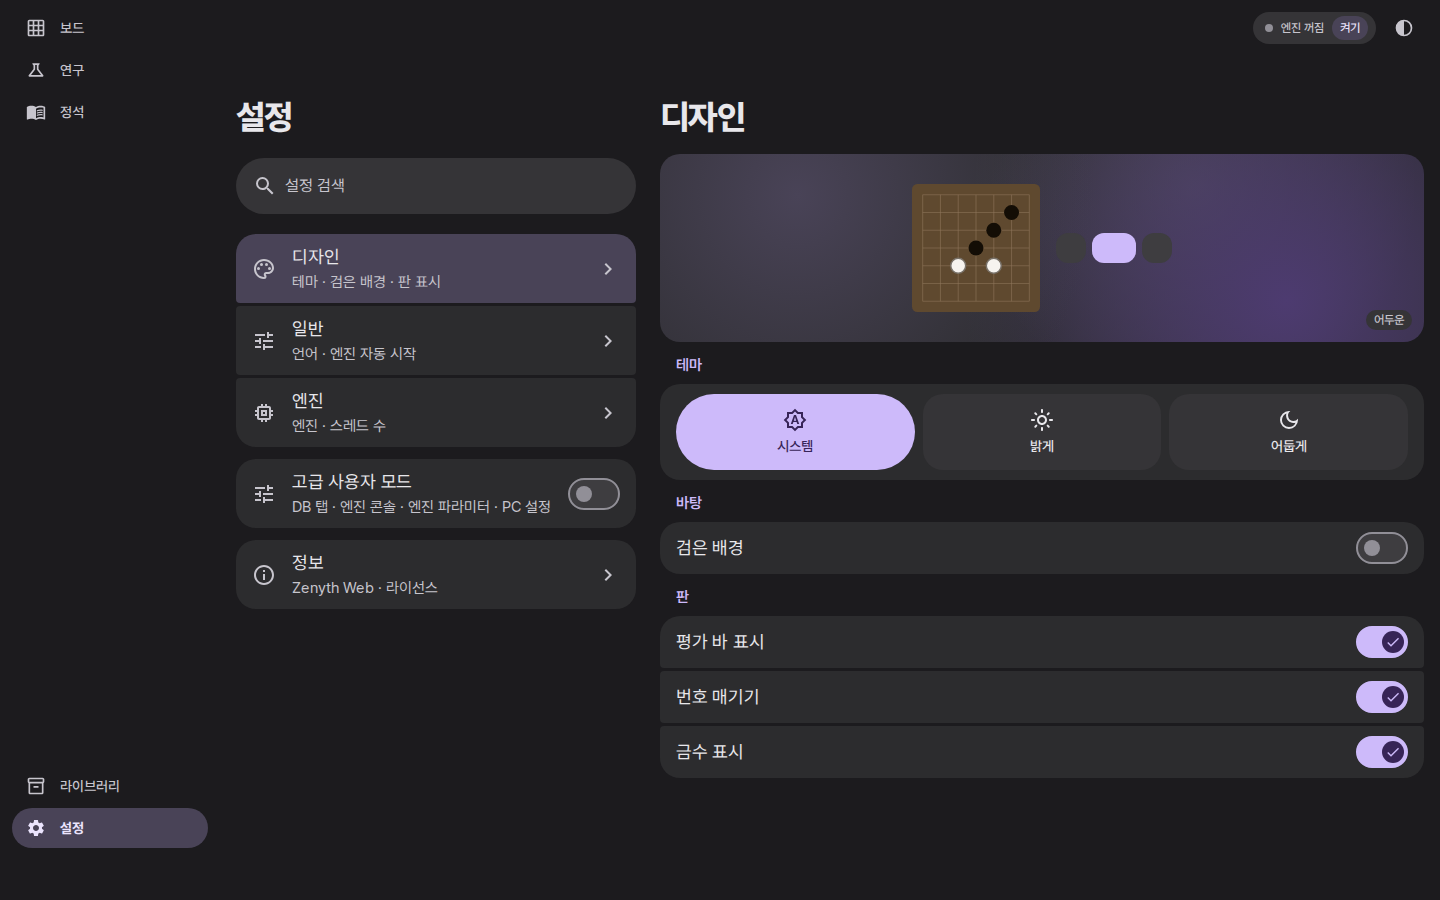 보드
연구
정석
라이브러리
설정
엔진 꺼짐
켜기
설정
설정 검색
디자인
테마 · 검은 배경 · 판 표시
일반
언어 · 엔진 자동 시작
엔진
엔진 · 스레드 수
고급 사용자 모드
DB 탭 · 엔진 콘솔 · 엔진 파라미터 · PC 설정
정보
Zenyth Web · 라이선스
디자인
어두운
테마
시스템
밝게
어둡게
바탕
검은 배경
판
평가 바 표시
번호 매기기
금수 표시